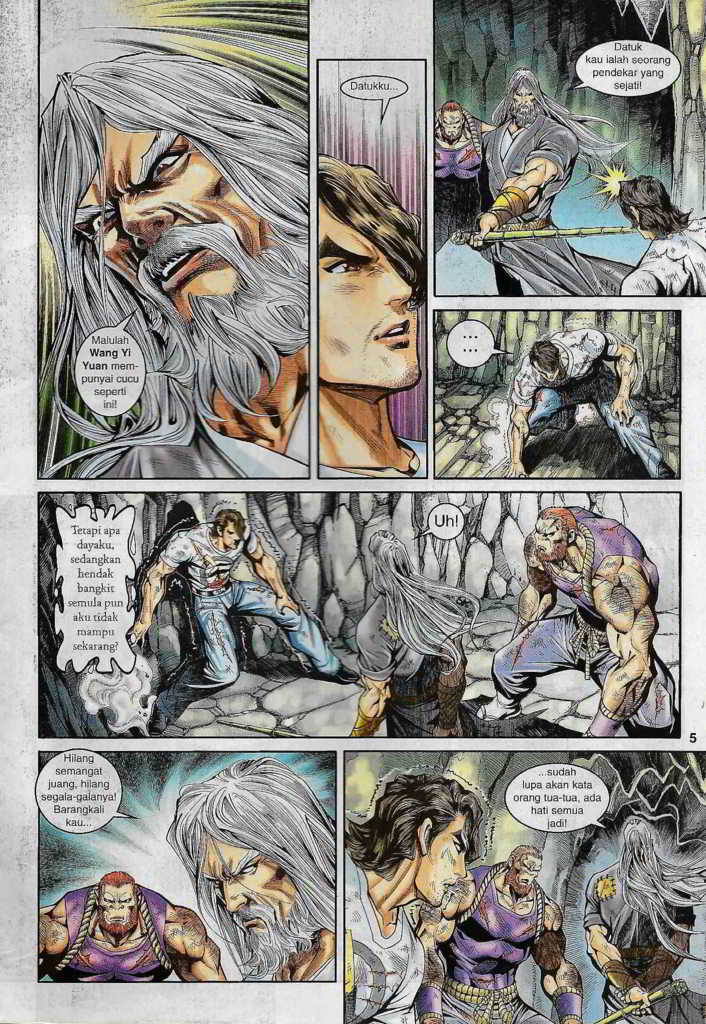 Malulah
Wang Yi
Yuan mem-
punyai cucu
seperti
ini!
Datukku...
Datuk
kau ialah seorang
pendekar yang
sejati!
...
...
Tetapi apa
dayaku,
sedangkan
hendak
bangkit
semula pun
aku tidak
mampu
sekarang?
Uh!
5
Hilang
semangat
juang, hilang
segala-galanya!
Barangkali
kau...
...sudah
lupa akan kata
orang tua-tua, ada
hati semua
jadi!